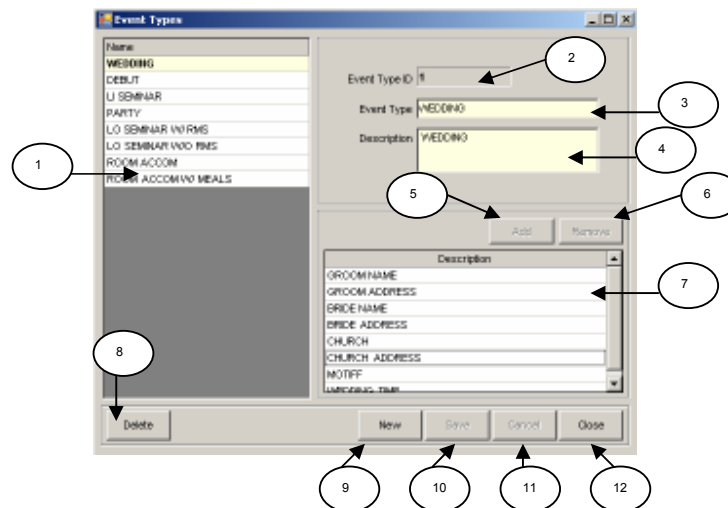 Event Types
Name
WEDDING
DEBUT
LI SEMINAR
PARTY
LO SEMINAR W/ RMS
LO SEMINAR W/O RMS
ROOM ACCOM
ROOM ACCOM W/ MEALS
Event Type ID
Event Type WEDDING
Description WEDDING
Add Remove
Description
GROOM NAME
GROOM ADDRESS
BRIDE NAME
BRIDE ADDRESS
CHURCH
CHURCH ADDRESS
MOTIFF
WEDDING TIME
Delete New Save Cancel Close
1
2
3
4
5
6
7
8
9
10
11
12